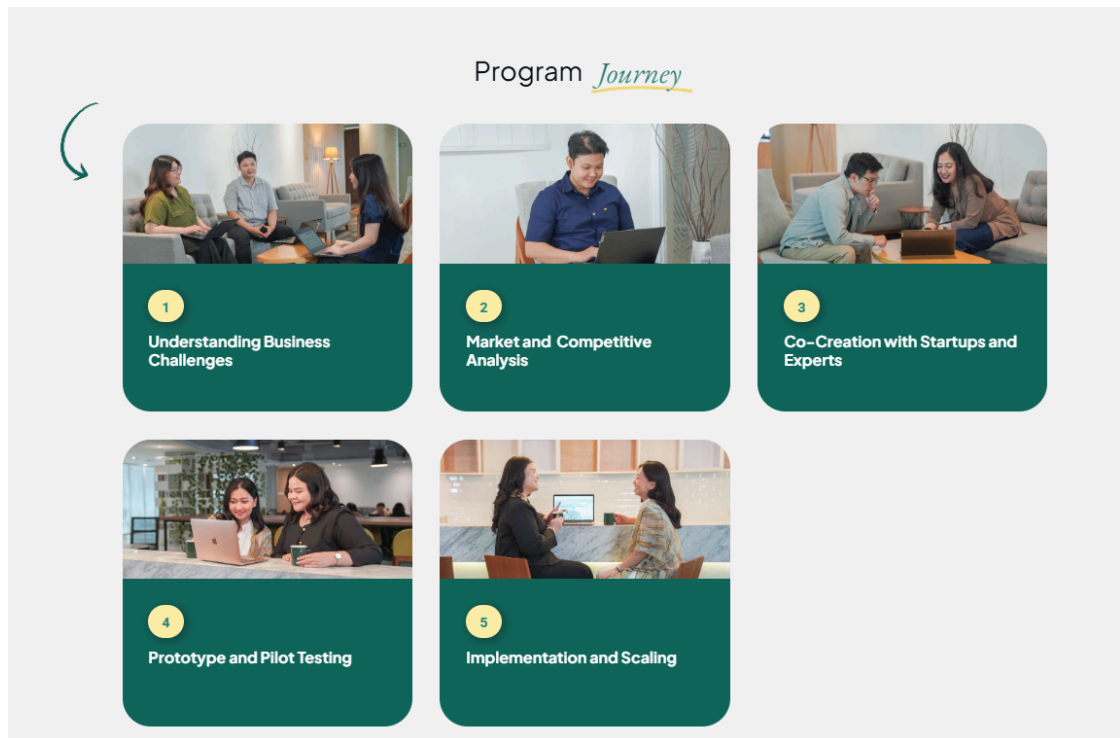 Program Journey
1
Understanding Business
Challenges
2
Market and Competitive
Analysis
3
Co-Creation with Startups and
Experts
4
Prototype and Pilot Testing
5
Implementation and Scaling